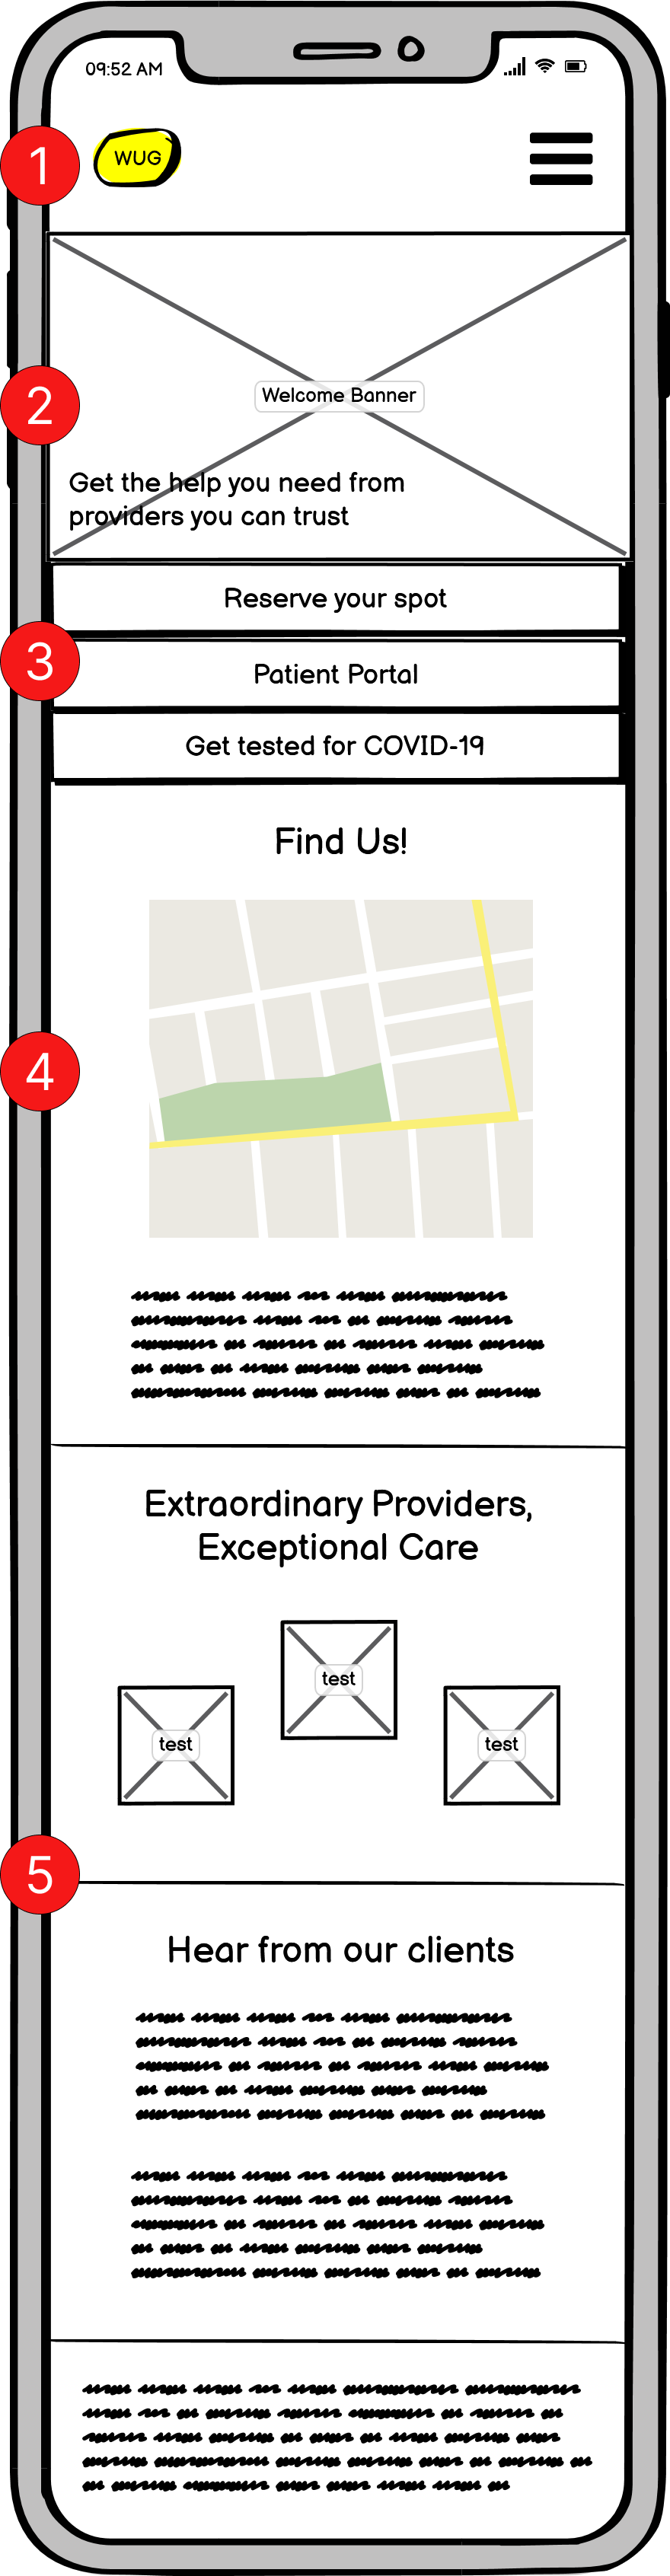 09:52 AM
1
WUG
2
Welcome Banner
Get the help you need from
providers you can trust
Reserve your spot
3
Patient Portal
Get tested for COVID-19
Find Us!
4
Extraordinary Providers,
Exceptional Care
test
test
test
5
Hear from our clients